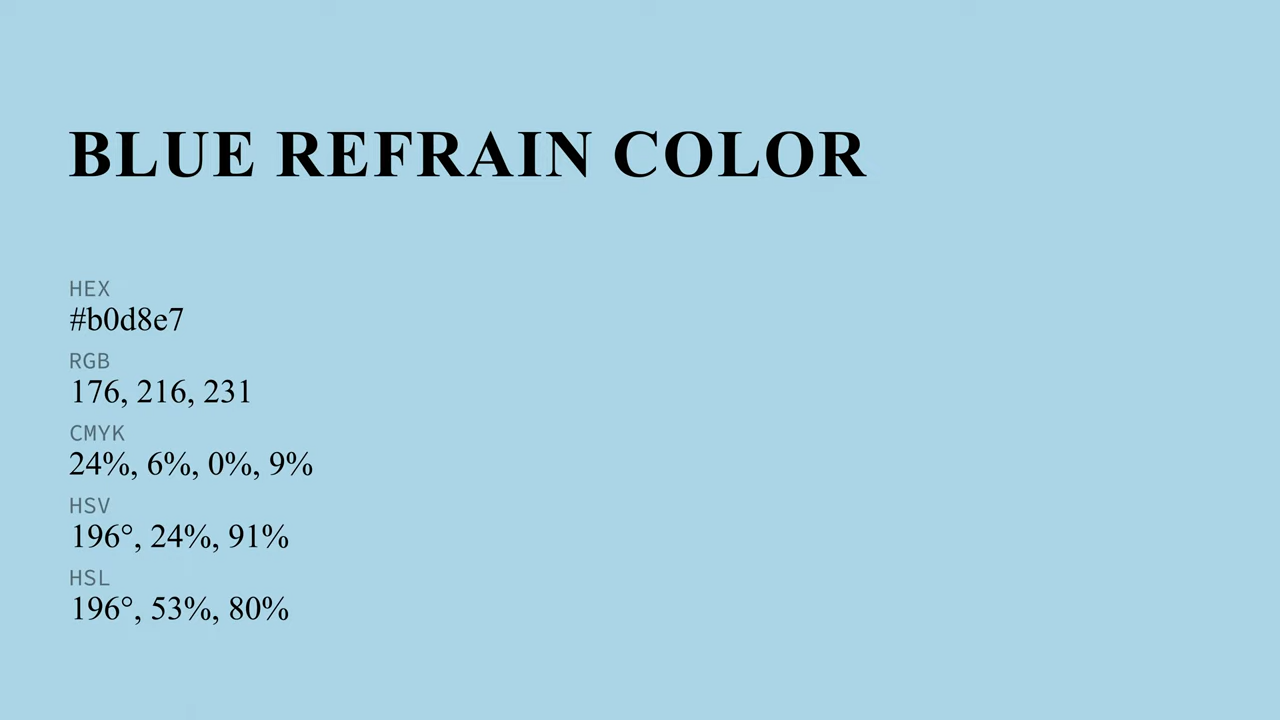 BLUE REFRAIN COLOR
HEX
#b0d8e7
RGB
176, 216, 231
CMYK
24%, 6%, 0%, 9%
HSV
196°, 24%, 91%
HSL
196°, 53%, 80%